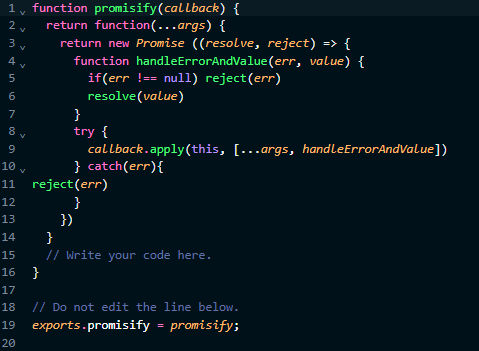 1 function promisify(callback) {
2   return function(...args) {
3     return new Promise ((resolve, reject) => {
4       function handleErrorAndValue(err, value) {
5         if(err !== null) reject(err)
6         resolve(value)
7       }
8       try {
9         callback.apply(this, [...args, handleErrorAndValue])
10       } catch(err){
11 reject(err)
12       }
13     })
14   }
15   // Write your code here.
16 }
17
18 // Do not edit the line below.
19 exports.promisify = promisify;
20